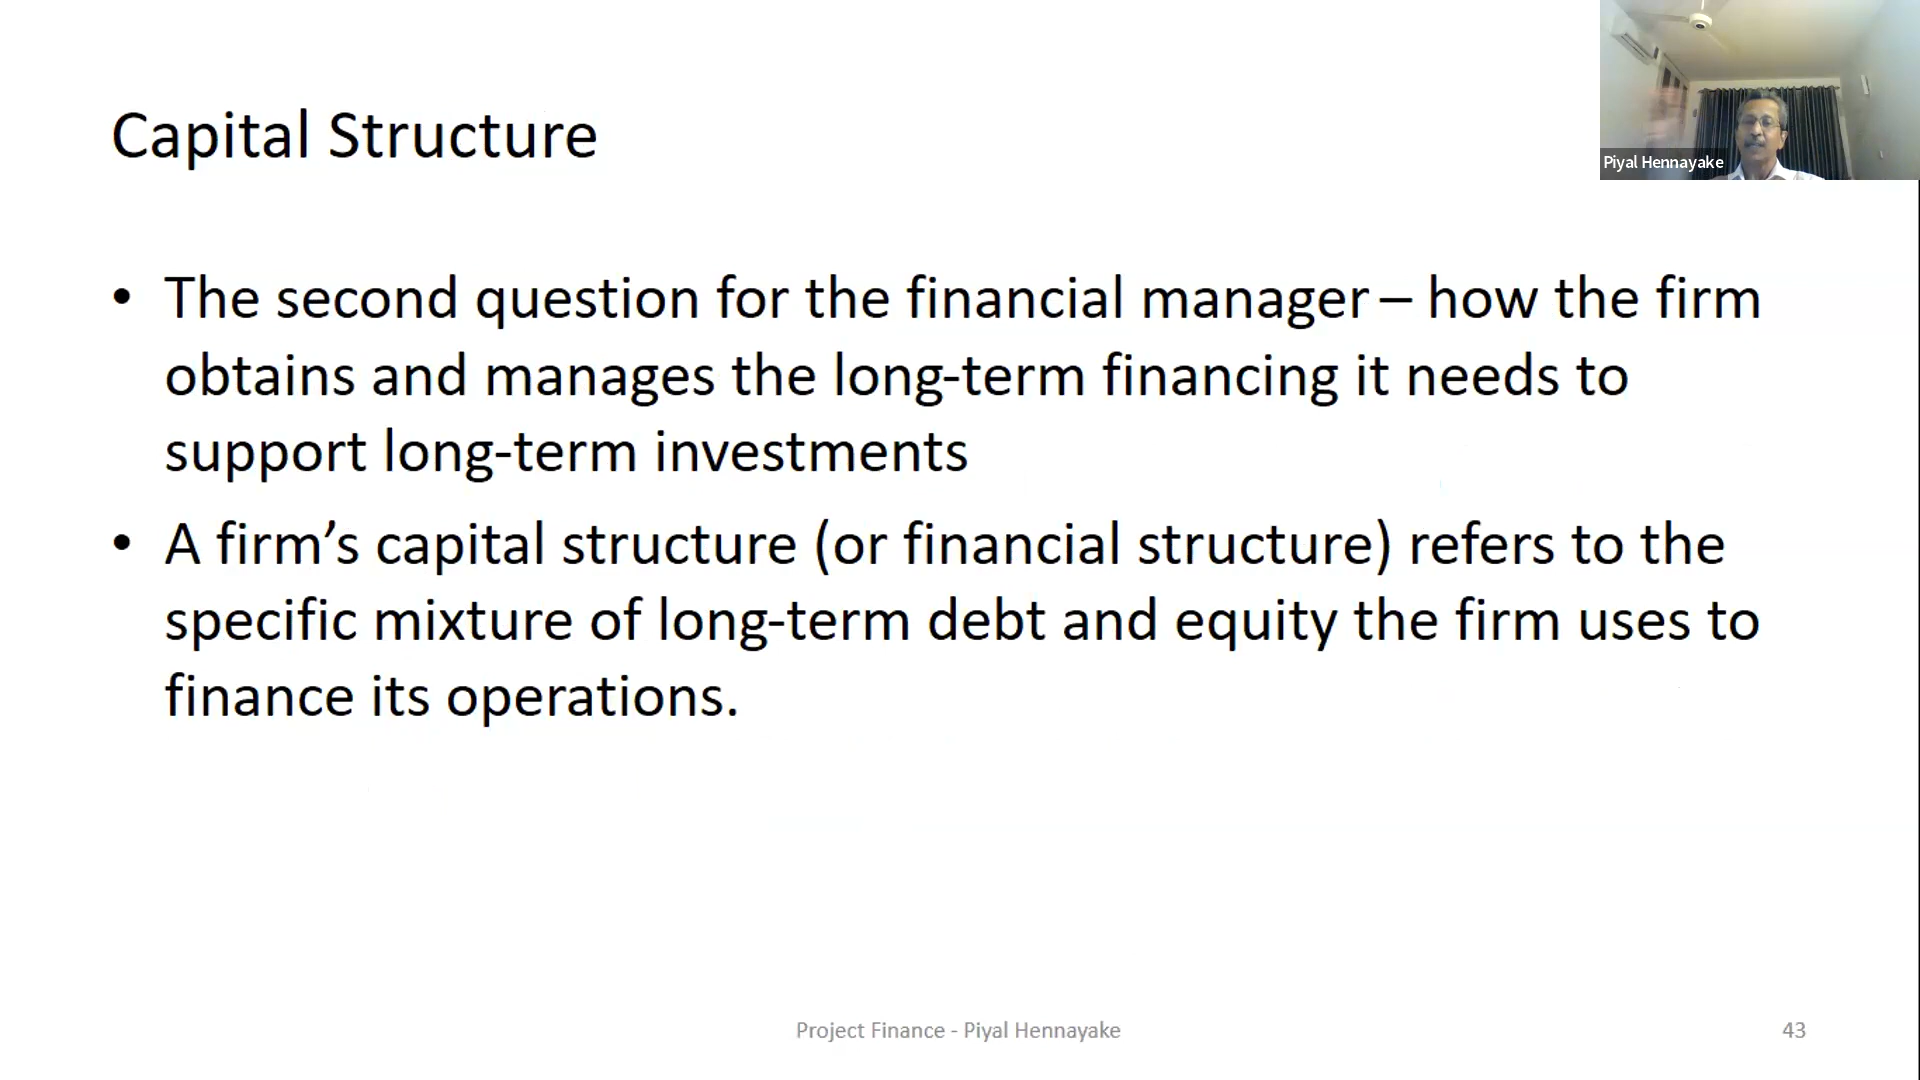 Capital Structure
Piyal Hennayake
• The second question for the financial manager – how the firm
obtains and manages the long-term financing it needs to
support long-term investments
• A firm’s capital structure (or financial structure) refers to the
specific mixture of long-term debt and equity the firm uses to
finance its operations.
Project Finance - Piyal Hennayake
43